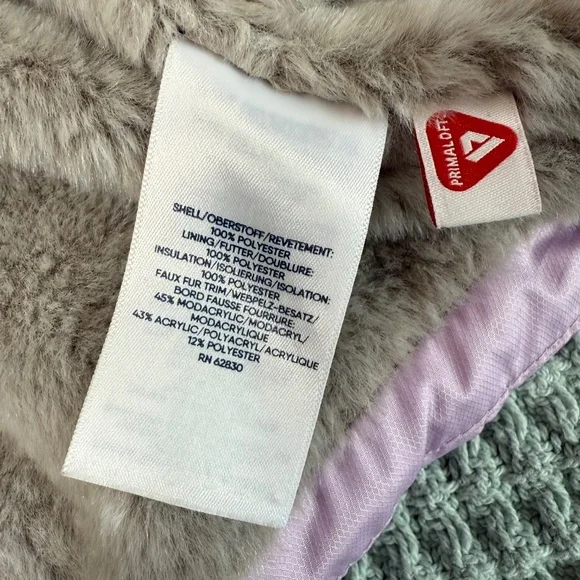 SHELL/OBERSTOFF/REVETEMENT:
100% POLYESTER
LINING/FUTTER/DOUBLURE:
100% POLYESTER
INSULATION/ISOLIERUNG/ISOLATION:
100% POLYESTER
FAUX FUR TRIM/WEBPELZ-BESATZ/
BORD FAUSSE FOURRURE:
45% MODACRYLIC/MODACRYL/
MODACRYLIQUE
43% ACRYLIC/POLYACRYL/ACRYLIQUE
12% POLYESTER
RN 62830
PRIMALOFT